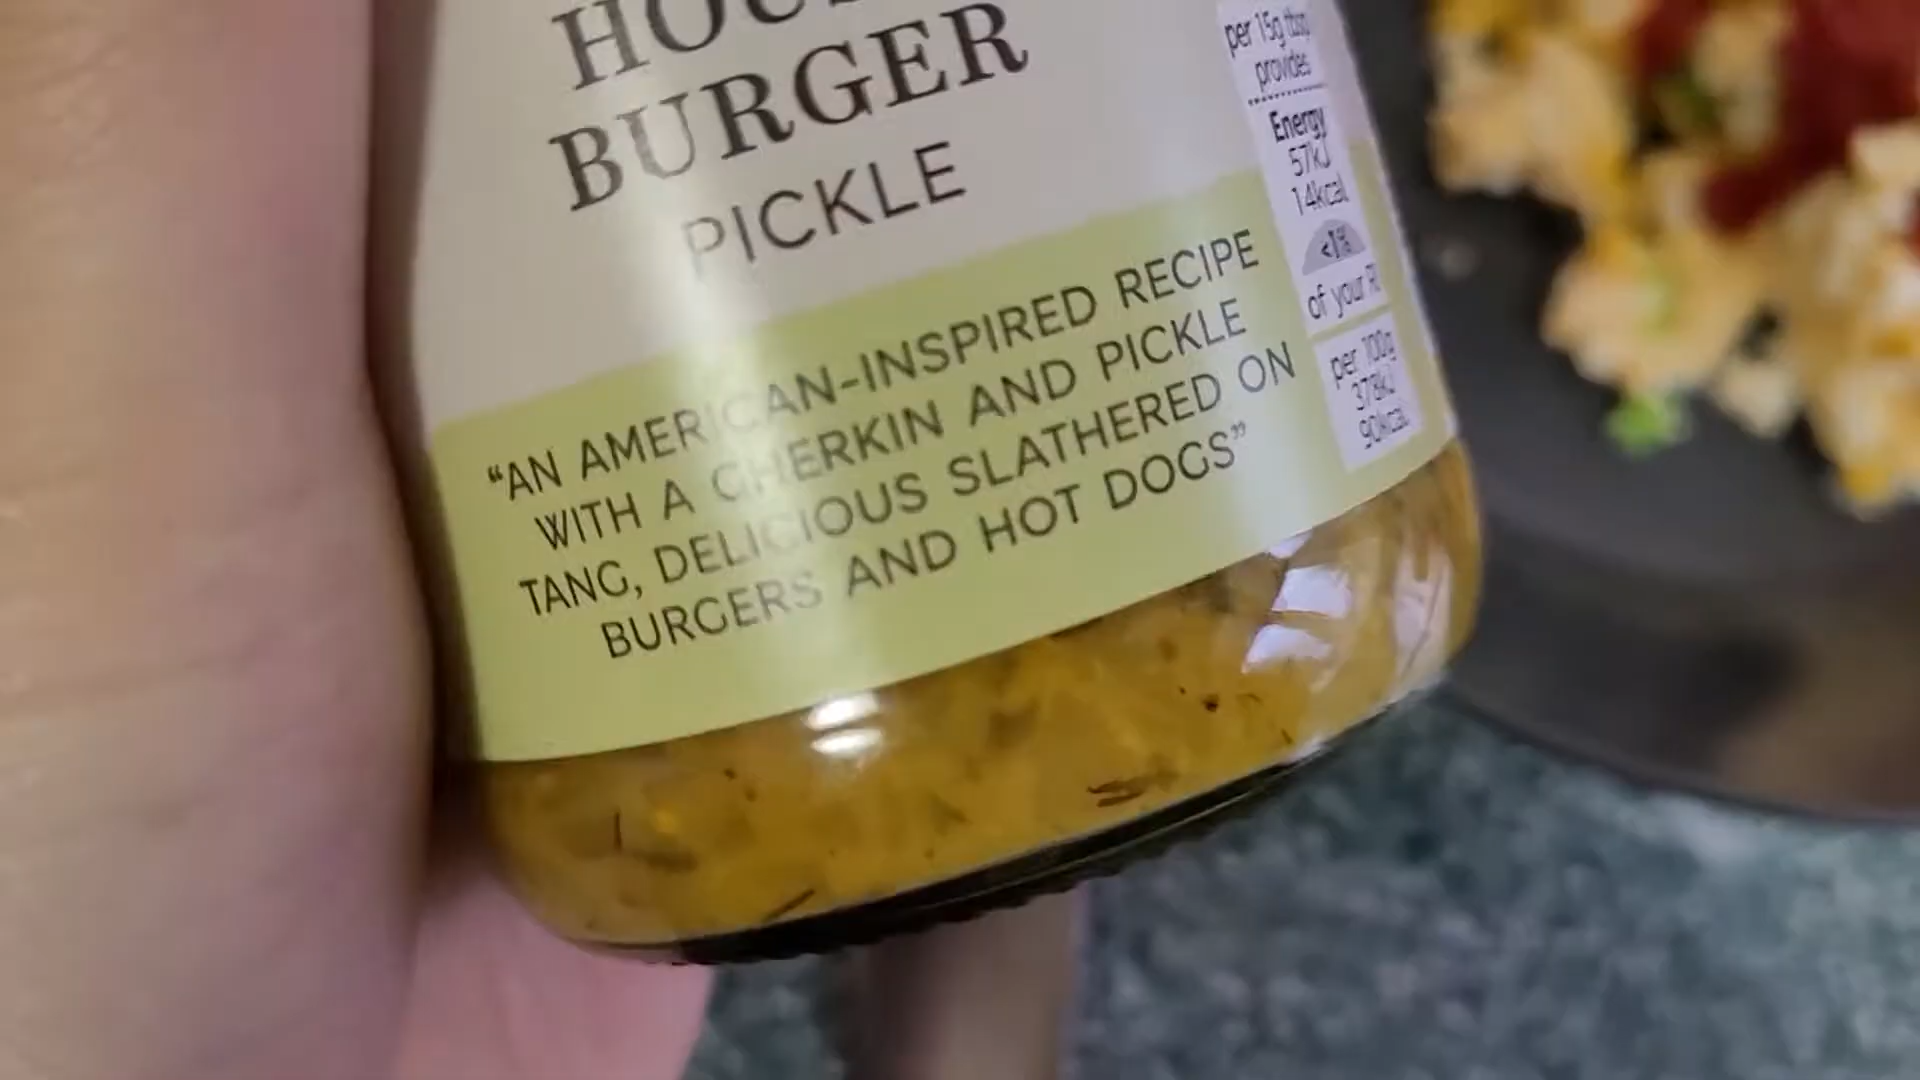 BURGER
PICKLE
“AN AMERICAN-INSPIRED RECIPE
WITH A GHERKIN AND PICKLE
TANG, DELICIOUS SLATHERED ON
BURGERS AND HOT DOGS”
per 15g tbsp
provides
Energy
57kJ
14kcal
<1%
of your RI
per 100g
378kJ
90kcal